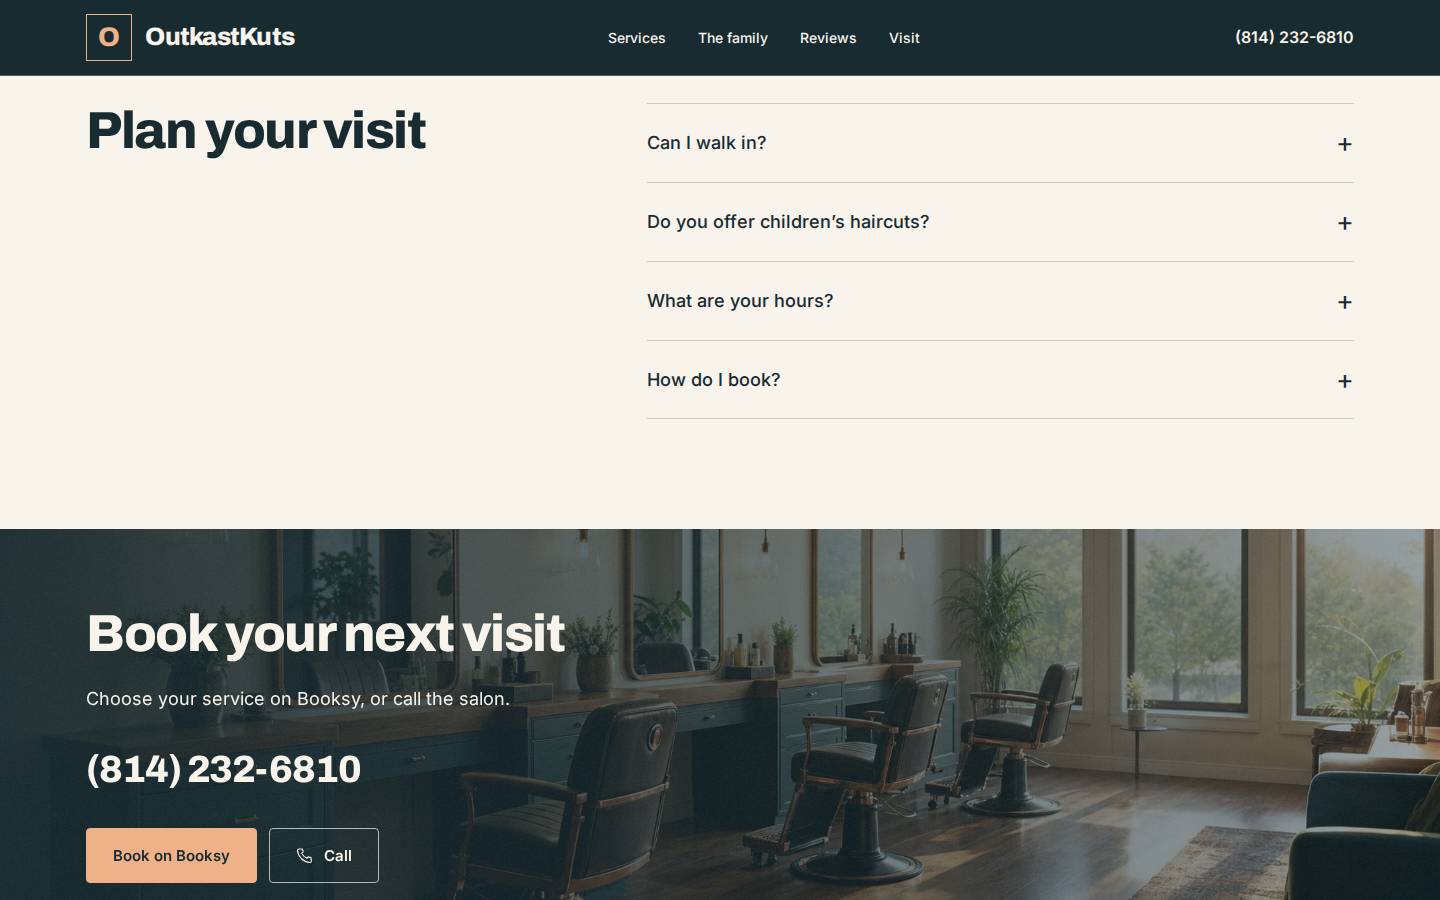 O
OutkastKuts
Services
The family
Reviews
Visit
(814) 232-6810
Plan your visit
Can I walk in?
+
Do you offer children’s haircuts?
+
What are your hours?
+
How do I book?
+
Book your next visit
Choose your service on Booksy, or call the salon.
(814) 232-6810
Book on Booksy
Call